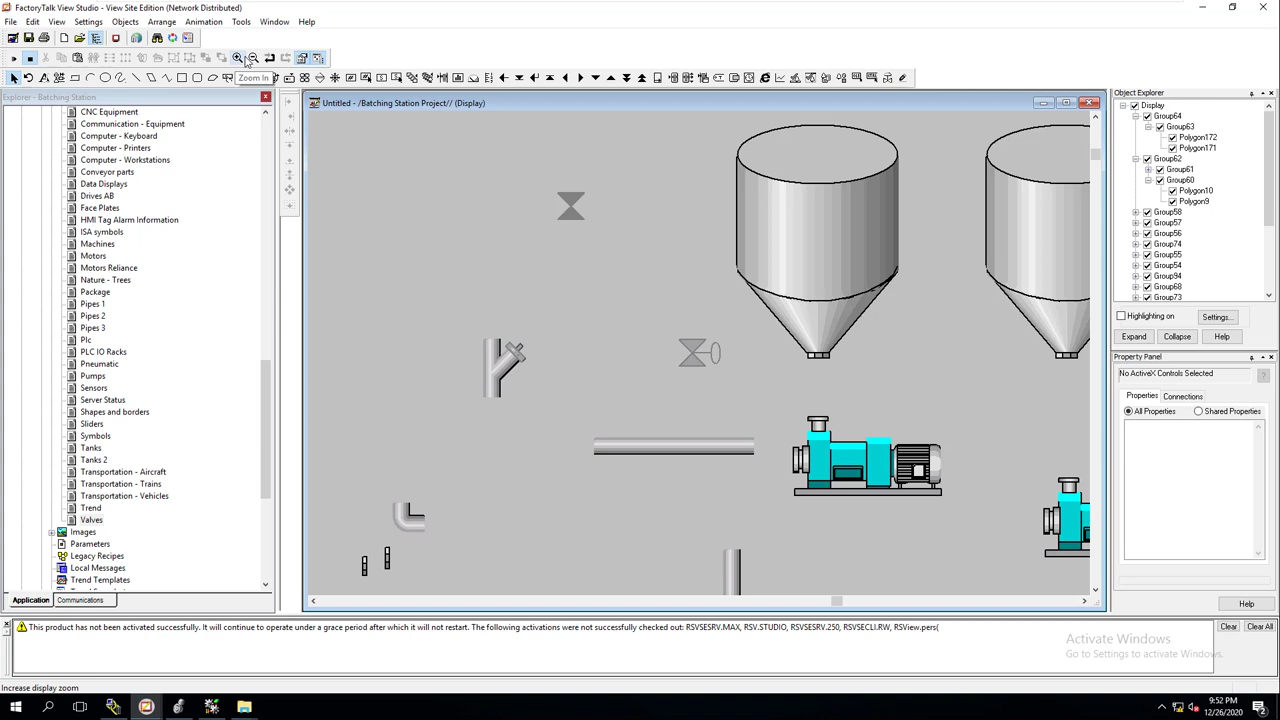 FactoryTalk View Studio - View Site Edition (Network Distributed)
File Edit View Settings Objects Arrange Animation Tools Window Help
Zoom In
Explorer - Batching Station
CNC Equipment
Communication - Equipment
Computer - Keyboard
Computer - Printers
Computer - Workstations
Conveyor parts
Data Displays
Drives AB
Face Plates
HMI Tag Alarm Information
ISA symbols
Machines
Motors
Motors Reliance
Nature - Trees
Package
Pipes 1
Pipes 2
Pipes 3
Plc
PLC IO Racks
Pneumatic
Pumps
Sensors
Server Status
Shapes and borders
Sliders
Symbols
Tanks
Tanks 2
Transportation - Aircraft
Transportation - Trains
Transportation - Vehicles
Trend
Valves
Images
Parameters
Legacy Recipes
Local Messages
Trend Templates
Application Communications
Untitled - /Batching Station Project// (Display)
Object Explorer
Display
Group64
Group63
Polygon172
Polygon171
Group62
Group61
Group60
Polygon10
Polygon9
Group58
Group57
Group56
Group74
Group55
Group54
Group94
Group68
Group73
Highlighting on Settings...
Expand Collapse Help
Property Panel
No ActiveX Controls Selected
?
Properties Connections
All Properties Shared Properties
Help
This product has not been activated successfully. It will continue to operate under a grace period after which it will not restart. The following activations were not successfully checked out: RSVSESRV.MAX, RSV.STUDIO, RSVSESRV.250, RSVSECLI.RW, RSView.pers(
Clear Clear All
Activate Windows
Go to Settings to activate Windows.
Increase display zoom
9:52 PM
12/26/2020
2